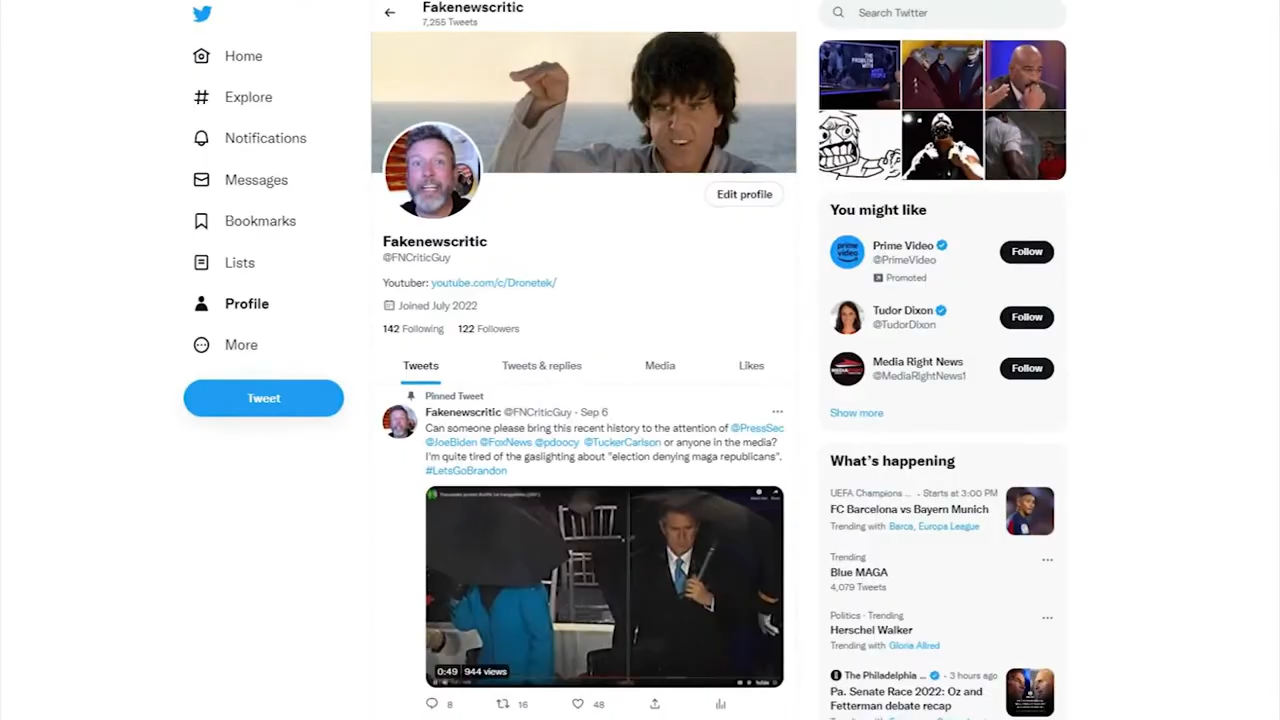 Home
Explore
Notifications
Messages
Bookmarks
Lists
Profile
More
Tweet
Fakenewscritic
7,255 Tweets
Edit profile
Fakenewscritic
@FNCriticGuy
Youtuber: youtube.com/c/Dronetek/
Joined July 2022
142 Following 122 Followers
Tweets Tweets & replies Media Likes
Pinned Tweet
Fakenewscritic @FNCriticGuy - Sep 6
Can someone please bring this recent history to the attention of @PressSec
@JoeBiden @FoxNews @pdoocy @TuckerCarlson or anyone in the media?
I'm quite tired of the gaslighting about "election denying maga republicans".
#LetsGoBrandon
0:49 944 views
8 16 48
Search Twitter
THE
PROBLEM
WITH
WHITE
PEOPLE
You might like
prime
video
Prime Video
@PrimeVideo
Promoted
Follow
Tudor Dixon
@TudorDixon
Follow
Media Right News
@MediaRightNews1
Follow
Show more
What's happening
UEFA Champions ... - Starts at 3:00 PM
FC Barcelona vs Bayern Munich
Trending with Barca, Europa League
Trending
Blue MAGA
4,079 Tweets
Politics · Trending
Herschel Walker
Trending with Gloria Allred
The Philadelphia ... - 3 hours ago
Pa. Senate Race 2022: Oz and
Fetterman debate recap